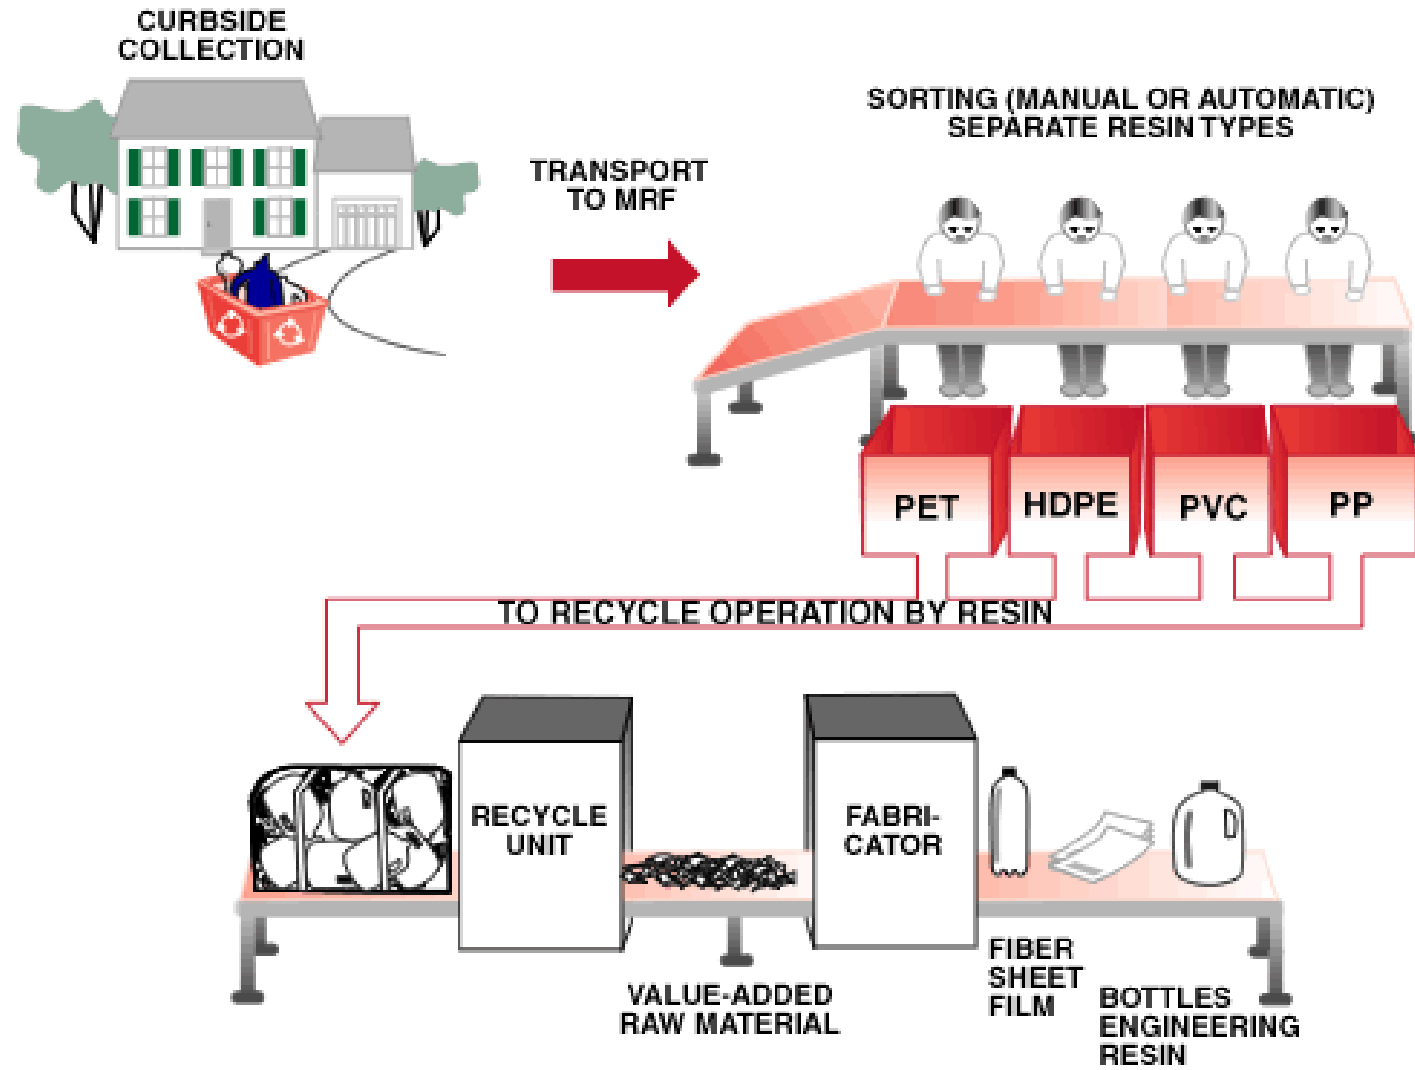 CURBSIDE
COLLECTION
SORTING (MANUAL OR AUTOMATIC)
SEPARATE RESIN TYPES
TRANSPORT
TO MRF
PET
HDPE
PVC
PP
TO RECYCLE OPERATION BY RESIN
RECYCLE
UNIT
FABRI-
CATOR
VALUE-ADDED
RAW MATERIAL
FIBER
SHEET
FILM
BOTTLES
ENGINEERING
RESIN